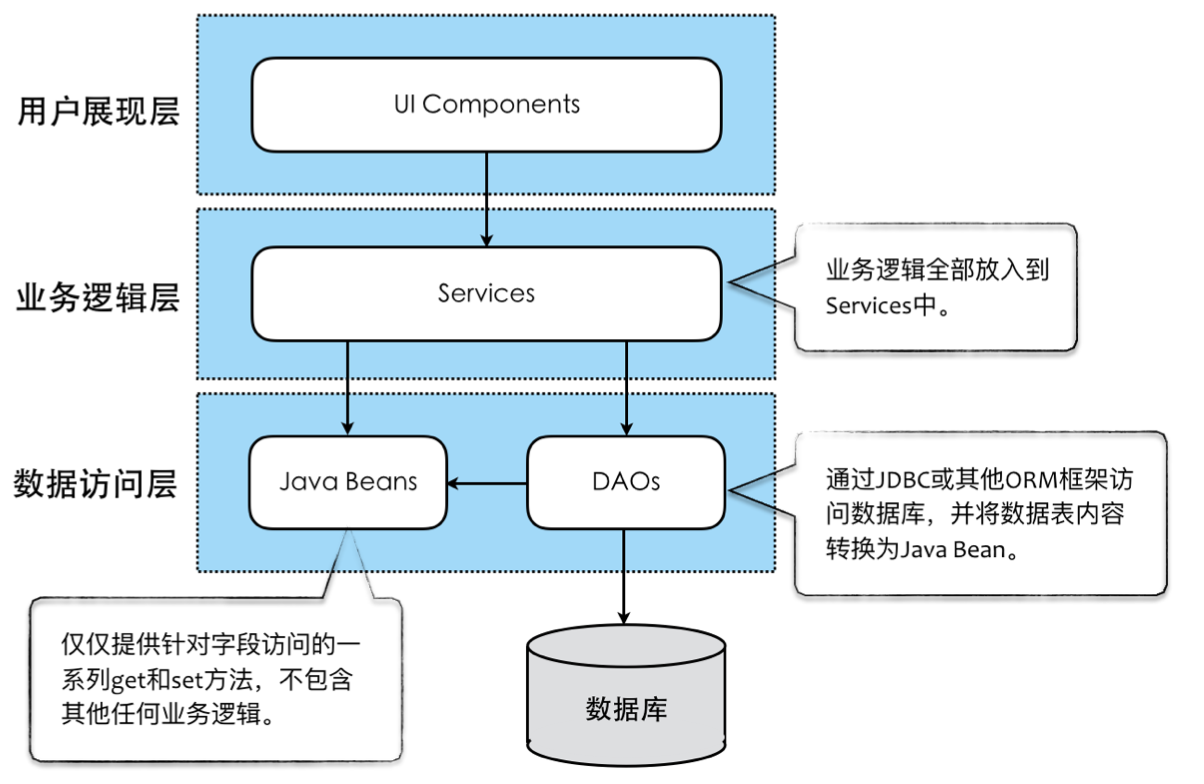 用户展现层
UI Components
业务逻辑层
Services
业务逻辑全部放入到
Services中。
数据访问层
Java Beans
DAOs
通过JDBC或其他ORM框架访
问数据库，并将数据表内容
转换为Java Bean。
仅仅提供针对字段访问的一
系列get和set方法，不包含
其他任何业务逻辑。
数据库